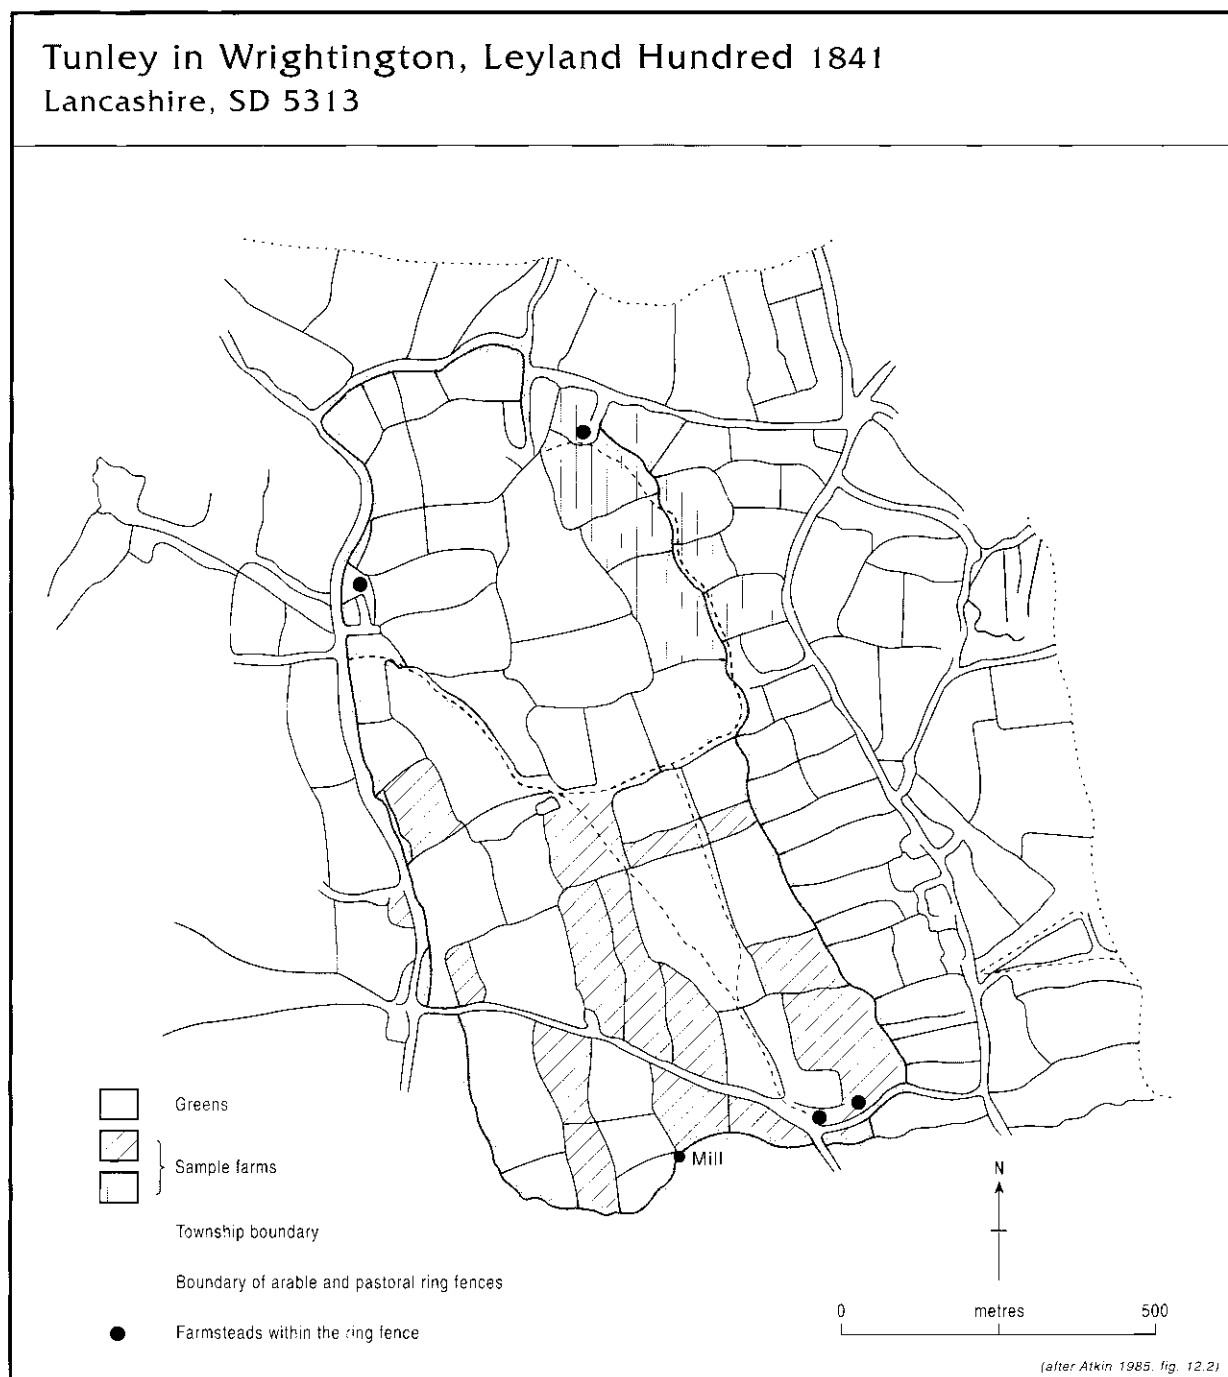 Tunley in Wrightington, Leyland Hundred 1841
Lancashire, SD 5313
Mill
Greens
Sample farms
Township boundary
Boundary of arable and pastoral ring fences
Farmsteads within the ring fence
N
0 metres 500
(after Atkin 1985. fig. 12.2)